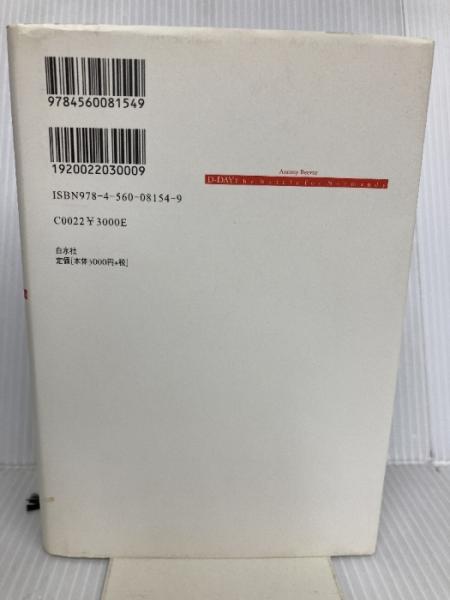 9784560081549
1920022030009
ISBN978-4-560-08154-9
C0022 ¥3000E
白水社
定価[本体3000円+税]
Antony Beevor
D-DAY: The Battle for Normandy